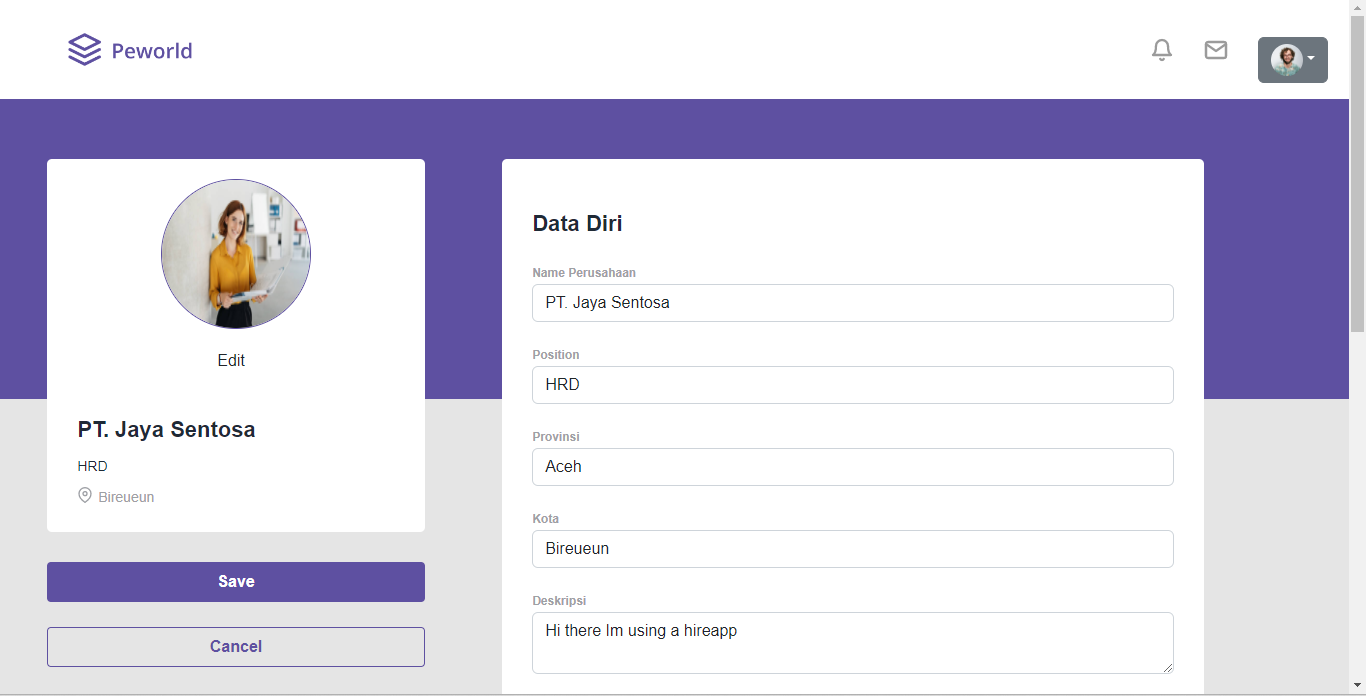 Peworld
Edit
PT. Jaya Sentosa
HRD
Bireueun
Save
Cancel
Data Diri
Name Perusahaan
PT. Jaya Sentosa
Position
HRD
Provinsi
Aceh
Kota
Bireueun
Deskripsi
Hi there Im using a hireapp